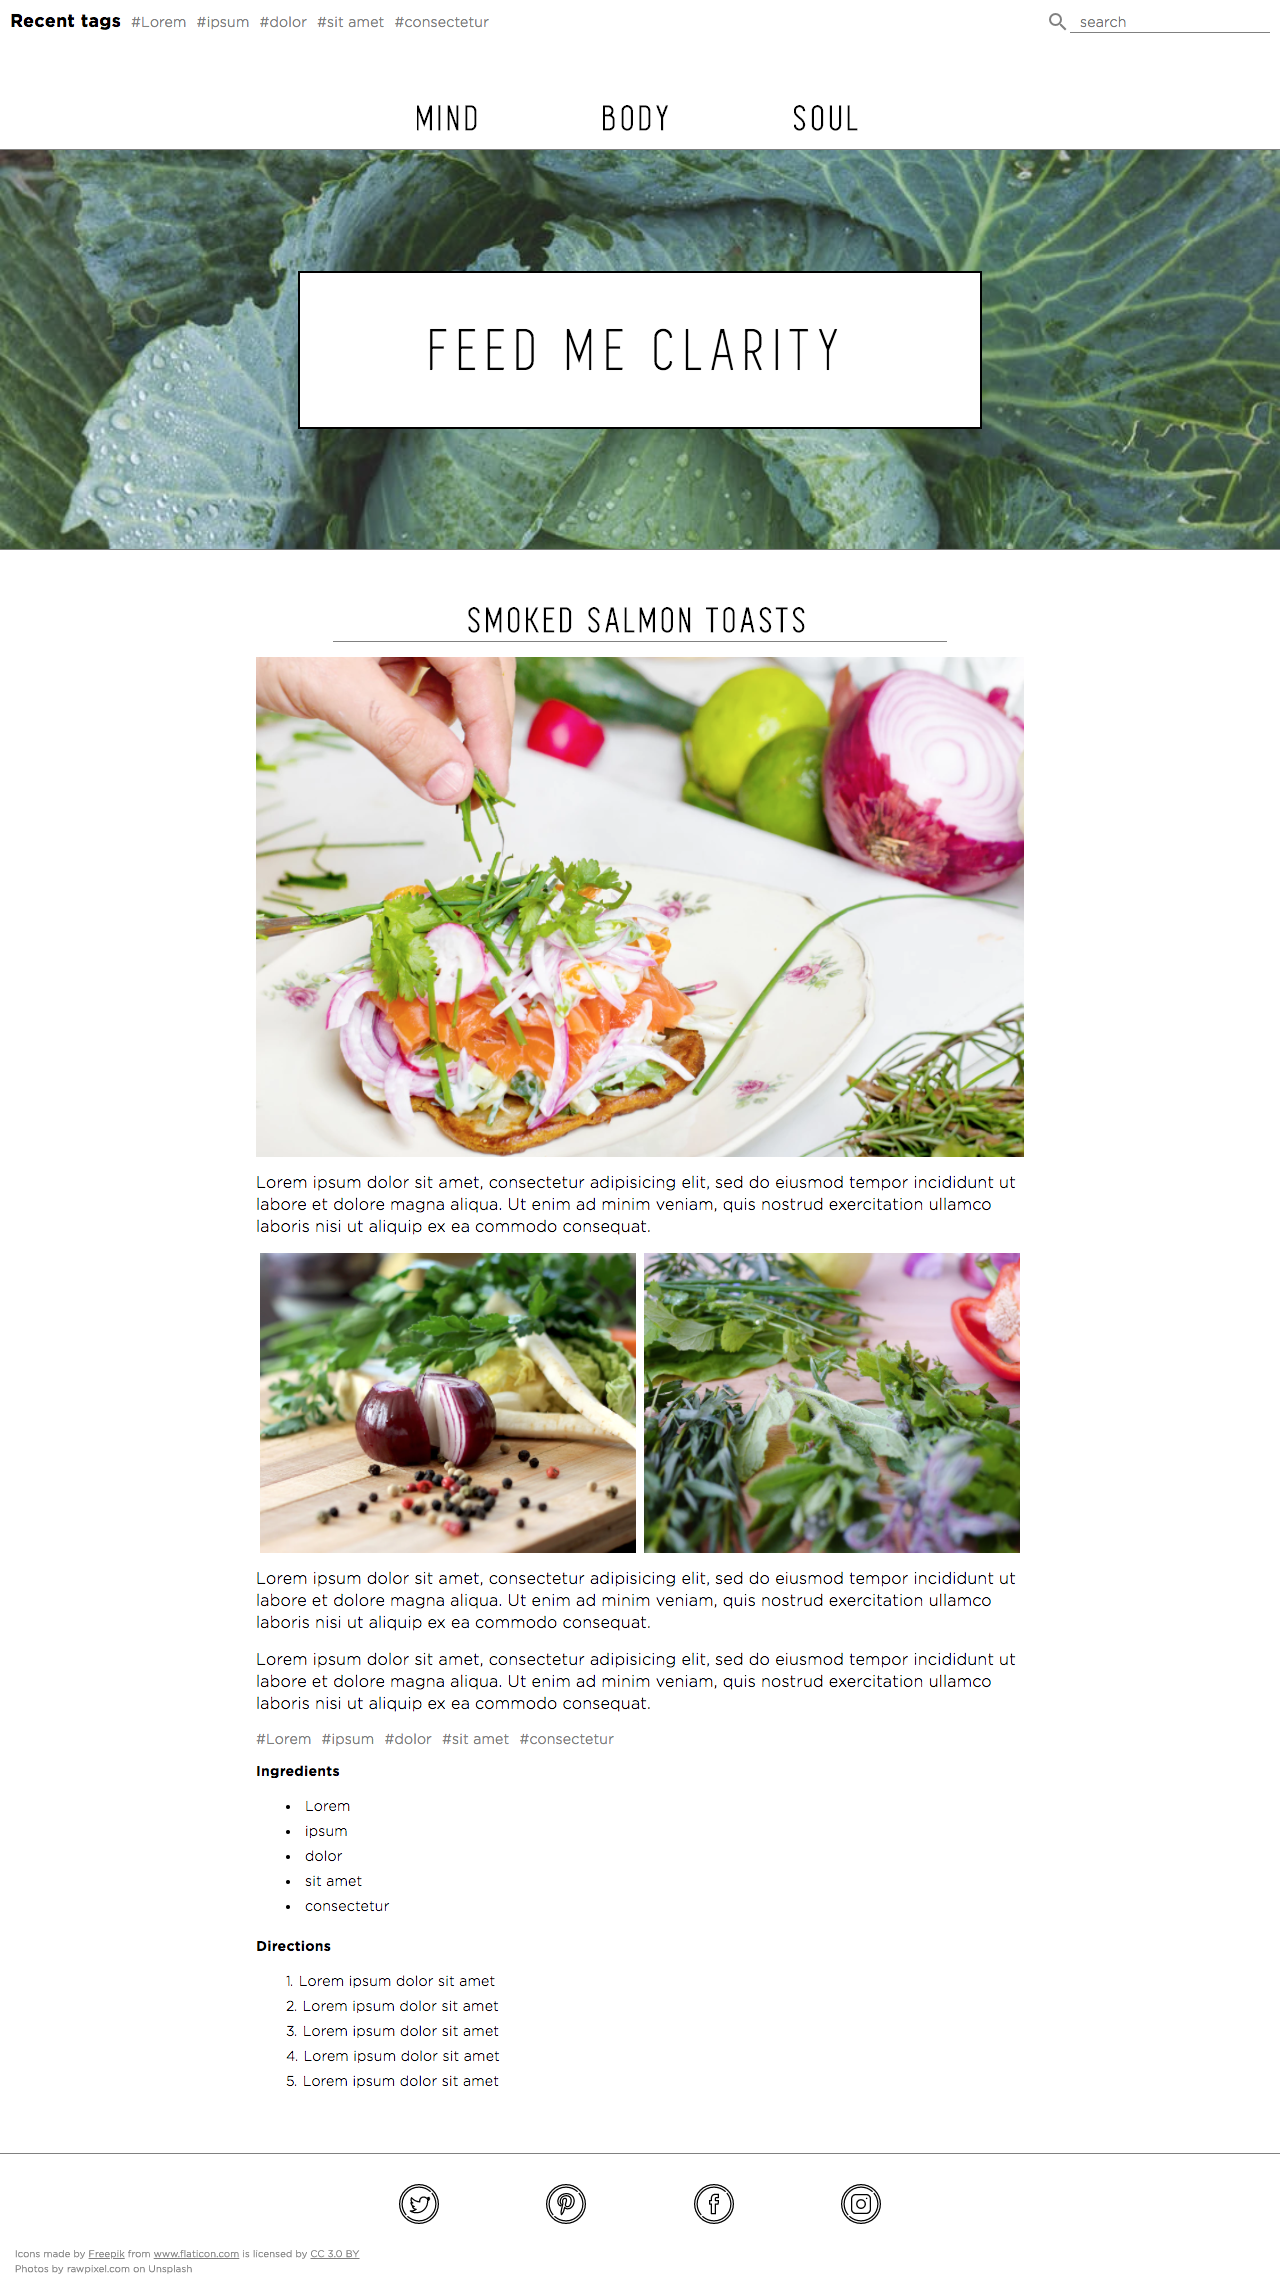 Recent tags #Lorem #ipsum #dolor #sit amet #consectetur
search
MIND BODY SOUL
FEED ME CLARITY
SMOKED SALMON TOASTS
Lorem ipsum dolor sit amet, consectetur adipisicing elit, sed do eiusmod tempor incididunt ut
labore et dolore magna aliqua. Ut enim ad minim veniam, quis nostrud exercitation ullamco
laboris nisi ut aliquip ex ea commodo consequat.
Lorem ipsum dolor sit amet, consectetur adipisicing elit, sed do eiusmod tempor incididunt ut
labore et dolore magna aliqua. Ut enim ad minim veniam, quis nostrud exercitation ullamco
laboris nisi ut aliquip ex ea commodo consequat.
Lorem ipsum dolor sit amet, consectetur adipisicing elit, sed do eiusmod tempor incididunt ut
labore et dolore magna aliqua. Ut enim ad minim veniam, quis nostrud exercitation ullamco
laboris nisi ut aliquip ex ea commodo consequat.
#Lorem #ipsum #dolor #sit amet #consectetur
Ingredients
• Lorem
• ipsum
• dolor
• sit amet
• consectetur
Directions
1. Lorem ipsum dolor sit amet
2. Lorem ipsum dolor sit amet
3. Lorem ipsum dolor sit amet
4. Lorem ipsum dolor sit amet
5. Lorem ipsum dolor sit amet
Icons made by Freepik from www.flaticon.com is licensed by CC 3.0 BY
Photos by rawpixel.com on Unsplash